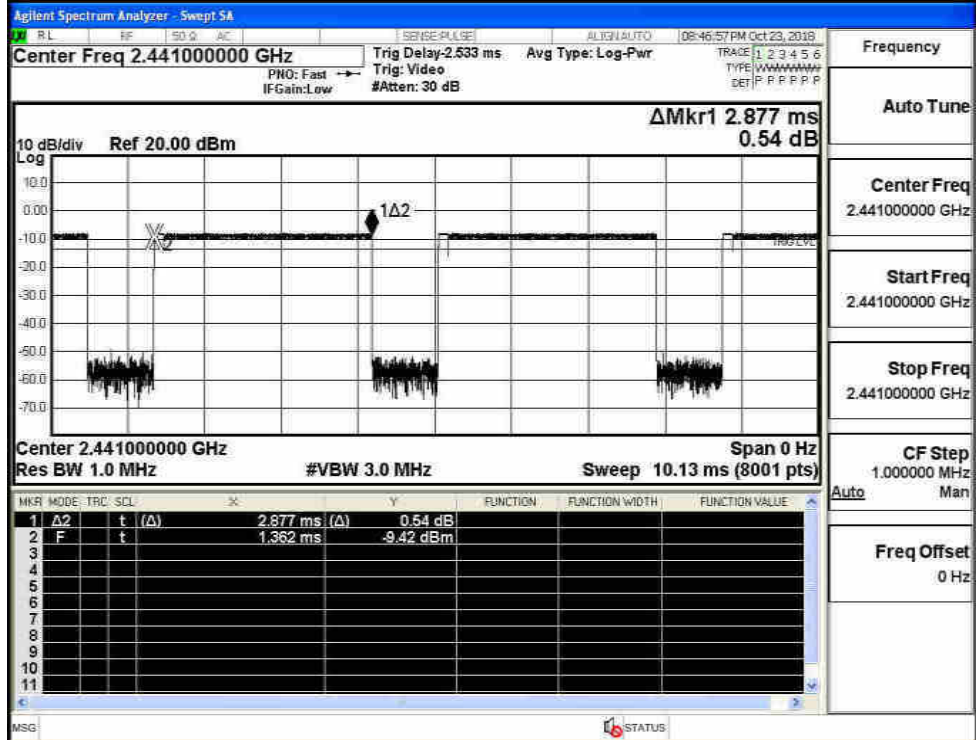 Agilent Spectrum Analyzer - Swept SA
RL RF 50 Ω AC SENSE:PULSE ALIGN AUTO 08:46:57 PM Oct 23, 2018
Center Freq 2.441000000 GHz
PNO: Fast
IFGain:Low
Trig Delay-2.533 ms
Trig: Video
#Atten: 30 dB
Avg Type: Log-Pwr
TRACE 1 2 3 4 5 6
TYPE WWWWWW
DET P P P P P P
ΔMkr1 2.877 ms
0.54 dB
10 dB/div Ref 20.00 dBm
Log
10.0
0.00
-10.0
-20.0
-30.0
-40.0
-50.0
-60.0
-70.0
1Δ2
2
TRIG LVL
Center 2.441000000 GHz Span 0 Hz
Res BW 1.0 MHz #VBW 3.0 MHz Sweep 10.13 ms (8001 pts)
MKR MODE TRC SCL X Y FUNCTION FUNCTION WIDTH FUNCTION VALUE
1 Δ2 t (Δ) 2.877 ms (Δ) 0.54 dB
2 F t 1.362 ms -9.42 dBm
3
4
5
6
7
8
9
10
11
MSG STATUS
Frequency
Auto Tune
Center Freq
2.441000000 GHz
Start Freq
2.441000000 GHz
Stop Freq
2.441000000 GHz
CF Step
1.000000 MHz
Auto Man
Freq Offset
0 Hz